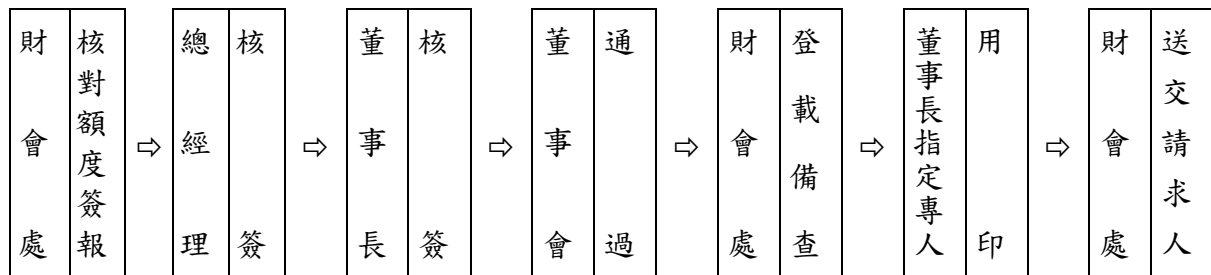 財會處
核對額度簽報
⇨
總經理
核簽
⇨
董事長
核簽
⇨
董事會
通過
⇨
財會處
登載備查
⇨
董事長指定專人
用印
⇨
財會處
送交請求人